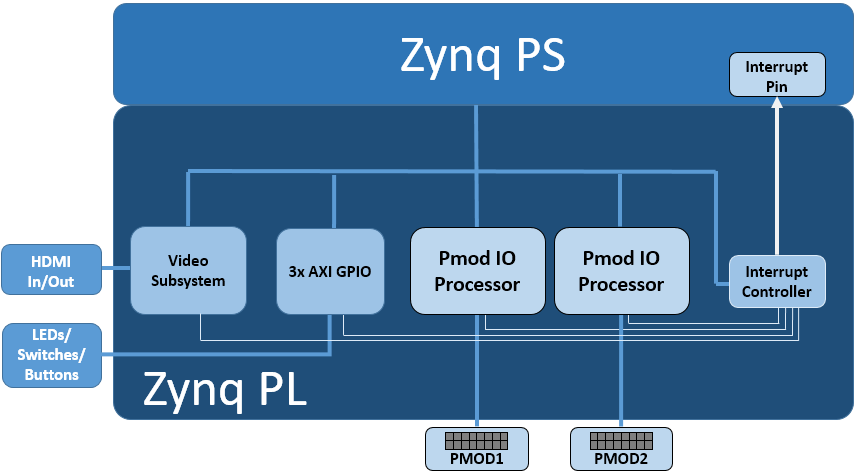 Zynq PS
Interrupt
Pin
HDMI
In/Out
Video
Subsystem
3x AXI GPIO
Pmod IO
Processor
Pmod IO
Processor
Interrupt
Controller
LEDs/
Switches/
Buttons
Zynq PL
PMOD1
PMOD2